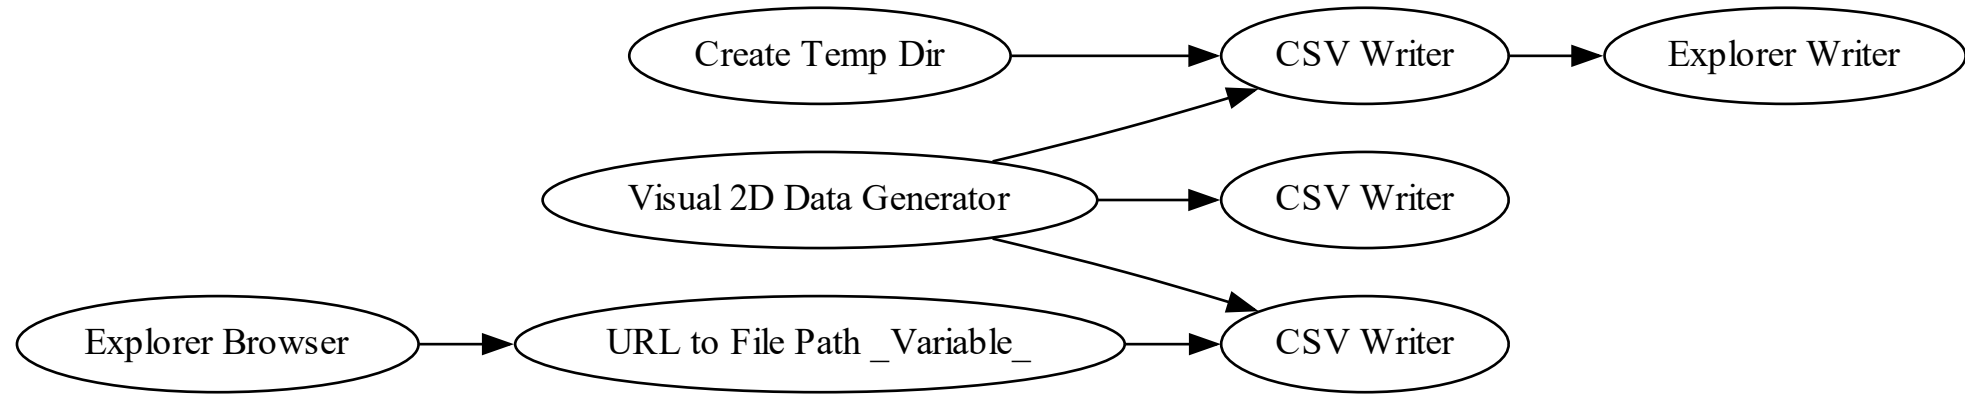 Create Temp Dir
CSV Writer
Explorer Writer
Visual 2D Data Generator
CSV Writer
Explorer Browser
URL to File Path _Variable_
CSV Writer